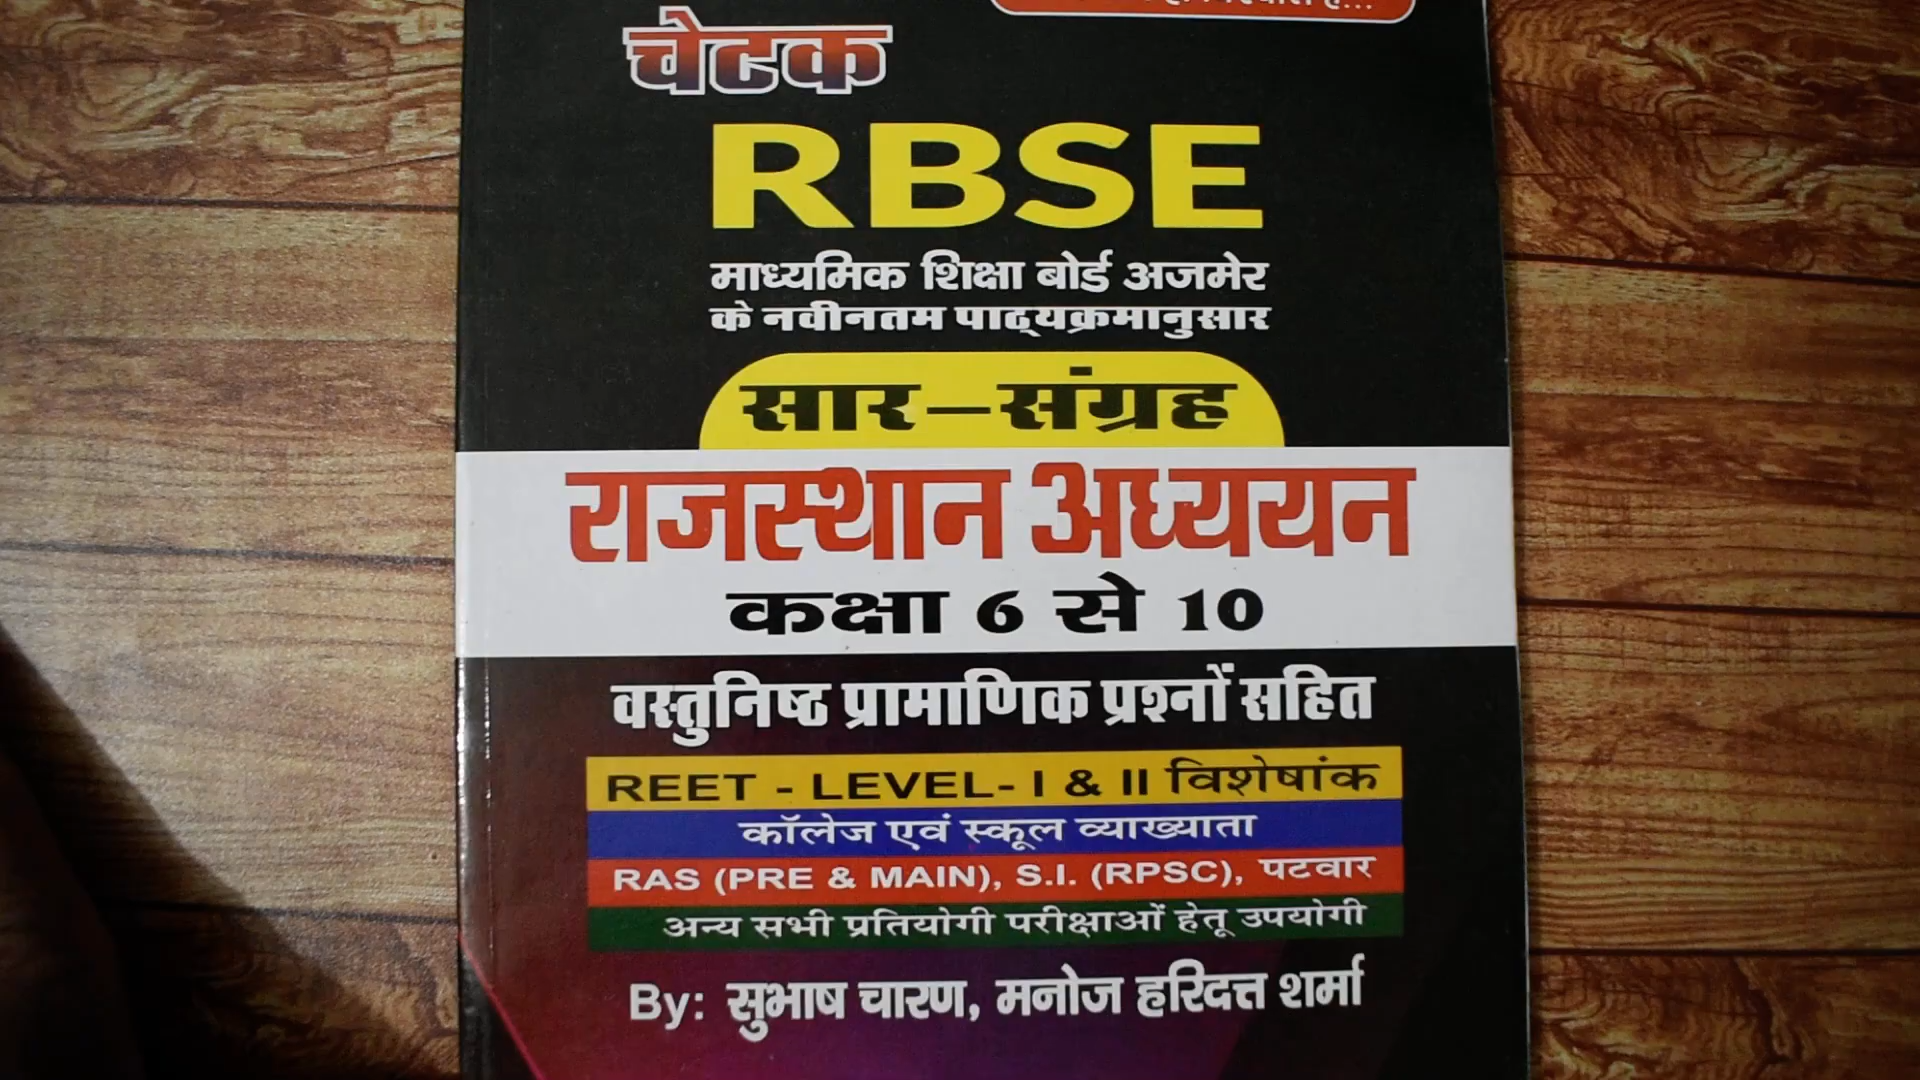 चेतक
RBSE
माध्यमिक शिक्षा बोर्ड अजमेर
के नवीनतम पाठ्यक्रमानुसार
सार-संग्रह
राजस्थान अध्ययन
कक्षा 6 से 10
वस्तुनिष्ठ प्रामाणिक प्रश्नों सहित
REET - LEVEL- I & II विशेषांक
कॉलेज एवं स्कूल व्याख्याता
RAS (PRE & MAIN), S.I. (RPSC), पटवार
अन्य सभी प्रतियोगी परीक्षाओं हेतू उपयोगी
By: सुभाष चारण, मनोज हरिदत्त शर्मा